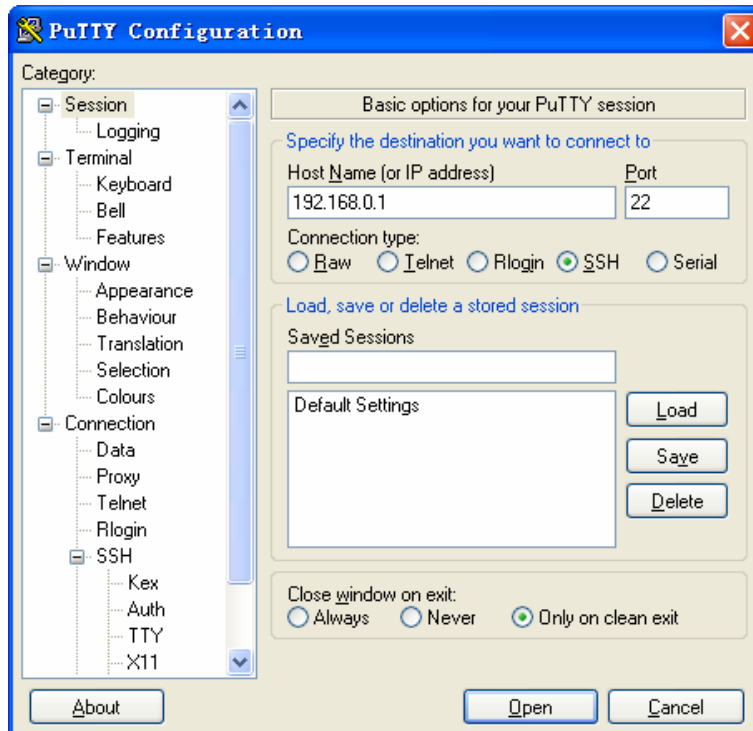 PuTTY Configuration
Category:
Session
Logging
Terminal
Keyboard
Bell
Features
Window
Appearance
Behaviour
Translation
Selection
Colours
Connection
Data
Proxy
Telnet
Rlogin
SSH
Kex
Auth
TTY
X11
Basic options for your PuTTY session
Specify the destination you want to connect to
Host Name (or IP address) Port
192.168.0.1 22
Connection type:
Raw Telnet Rlogin SSH Serial
Load, save or delete a stored session
Saved Sessions
Default Settings
Load
Save
Delete
Close window on exit:
Always Never Only on clean exit
About Open Cancel